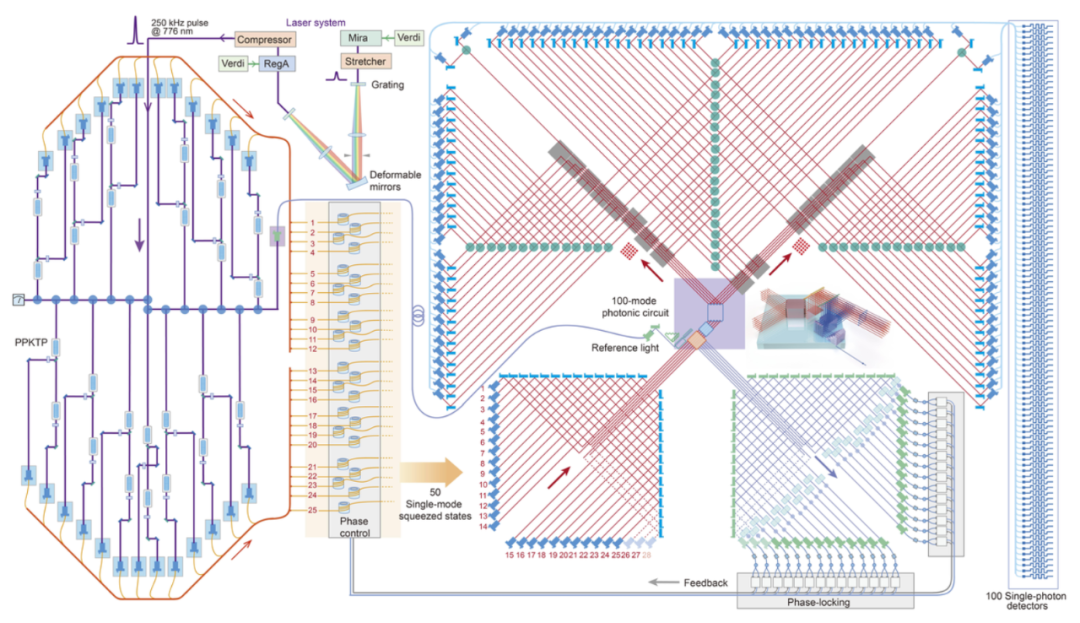 250 kHz pulse
@ 776 nm
Laser system
Compressor
Mira
Verdi
Verdi
RegA
Stretcher
Grating
Deformable
mirrors
1
2
3
4
5
6
7
8
9
10
11
12
13
14
15
16
17
18
19
20
21
22
23
24
25
PPKTP
Phase
control
50
Single-mode
squeezed states
100-mode
photonic circuit
Reference light
1
2
3
4
5
6
7
8
9
10
11
12
13
14
15 16 17 18 19 20 21 22 23 24 25 26 27 28
Feedback
Phase-locking
100 Single-photon
detectors